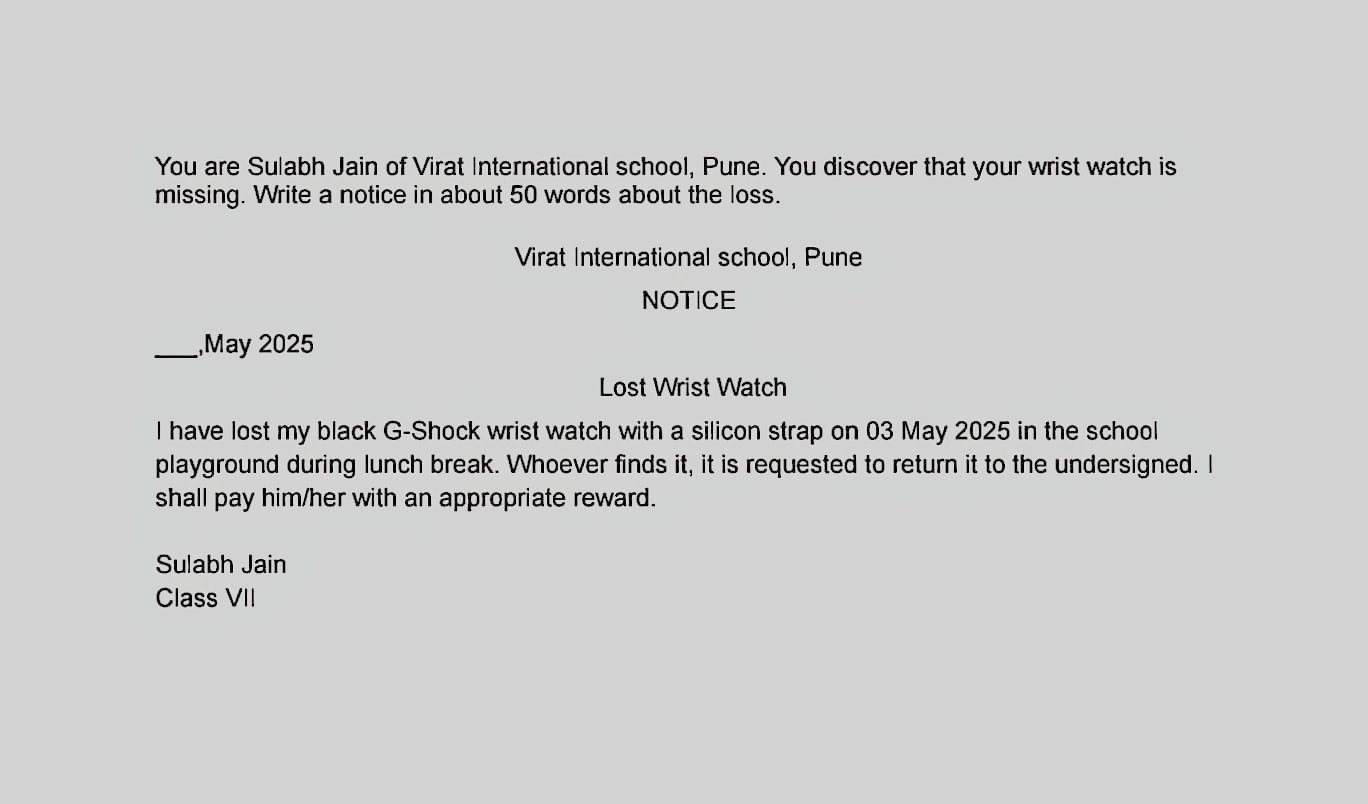 You are Sulabh Jain of Virat International school, Pune. You discover that your wrist watch is
missing. Write a notice in about 50 words about the loss.
Virat International school, Pune
NOTICE
___,May 2025
Lost Wrist Watch
I have lost my black G-Shock wrist watch with a silicon strap on 03 May 2025 in the school
playground during lunch break. Whoever finds it, it is requested to return it to the undersigned. I
shall pay him/her with an appropriate reward.
Sulabh Jain
Class VII